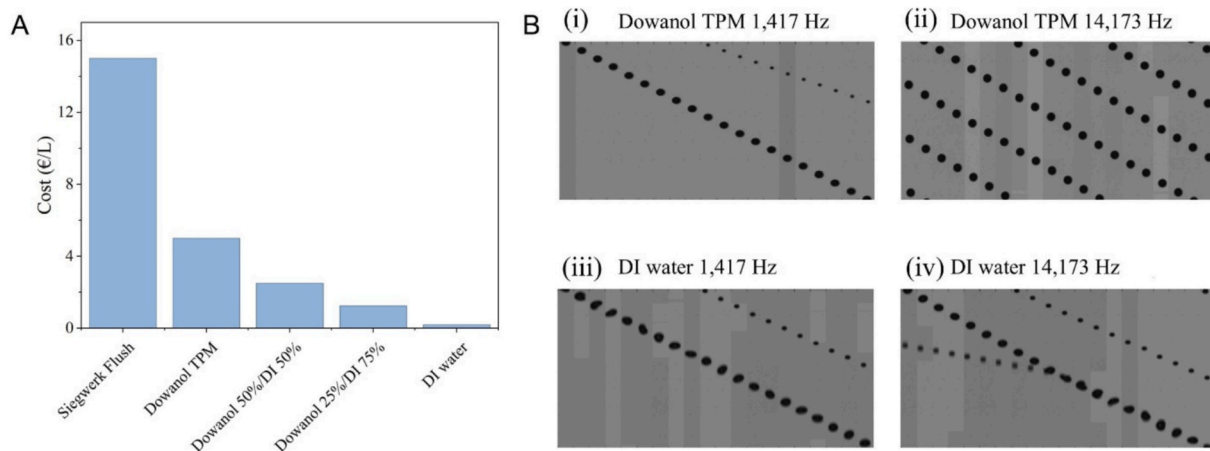 A
Cost (€/L)
16
12
8
4
0
Siegwerk Flush
Dowanol TPM
Dowanol 50%/DI 50%
Dowanol 25%/DI 75%
DI water
B
(i)
Dowanol TPM 1,417 Hz
(ii)
Dowanol TPM 14,173 Hz
(iii)
DI water 1,417 Hz
(iv)
DI water 14,173 Hz